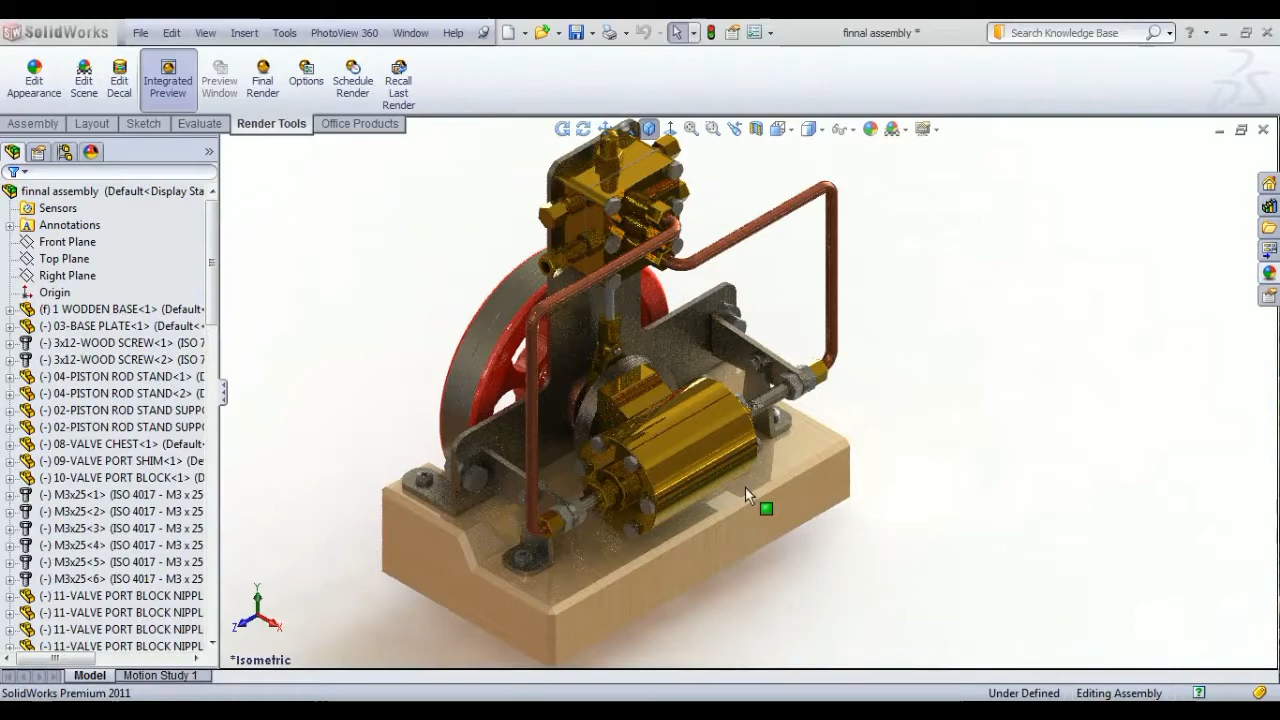 SolidWorks File Edit View Insert Tools PhotoView 360 Window Help finnal assembly * Search Knowledge Base ?
Edit Appearance
Edit Scene
Edit Decal
Integrated Preview
Preview Window
Final Render
Options
Schedule Render
Recall Last Render
Assembly Layout Sketch Evaluate Render Tools Office Products
»
finnal assembly (Default<Display Sta
Sensors
Annotations
Front Plane
Top Plane
Right Plane
Origin
(f) 1 WODDEN BASE<1> (Default‹
(-) 03-BASE PLATE<1> (Default<
(-) 3x12-WOOD SCREW<1> (ISO 7
(-) 3x12-WOOD SCREW<2> (ISO 7
(-) 04-PISTON ROD STAND<1> (D
(-) 04-PISTON ROD STAND<2> (D
(-) 02-PISTON ROD STAND SUPPO
(-) 02-PISTON ROD STAND SUPPO
(-) 08-VALVE CHEST<1> (Default<
(-) 09-VALVE PORT SHIM<1> (De
(-) 10-VALVE PORT BLOCK<1> (D
(-) M3x25<1> (ISO 4017 - M3 x 25
(-) M3x25<2> (ISO 4017 - M3 x 25
(-) M3x25<3> (ISO 4017 - M3 x 25
(-) M3x25<4> (ISO 4017 - M3 x 25
(-) M3x25<5> (ISO 4017 - M3 x 25
(-) M3x25<6> (ISO 4017 - M3 x 25
(-) 11-VALVE PORT BLOCK NIPPL
(-) 11-VALVE PORT BLOCK NIPPL
(-) 11-VALVE PORT BLOCK NIPPL
(-) 11-VALVE PORT BLOCK NIPPL
Y
Z X
*Isometric
Model Motion Study 1
SolidWorks Premium 2011 Under Defined Editing Assembly ?